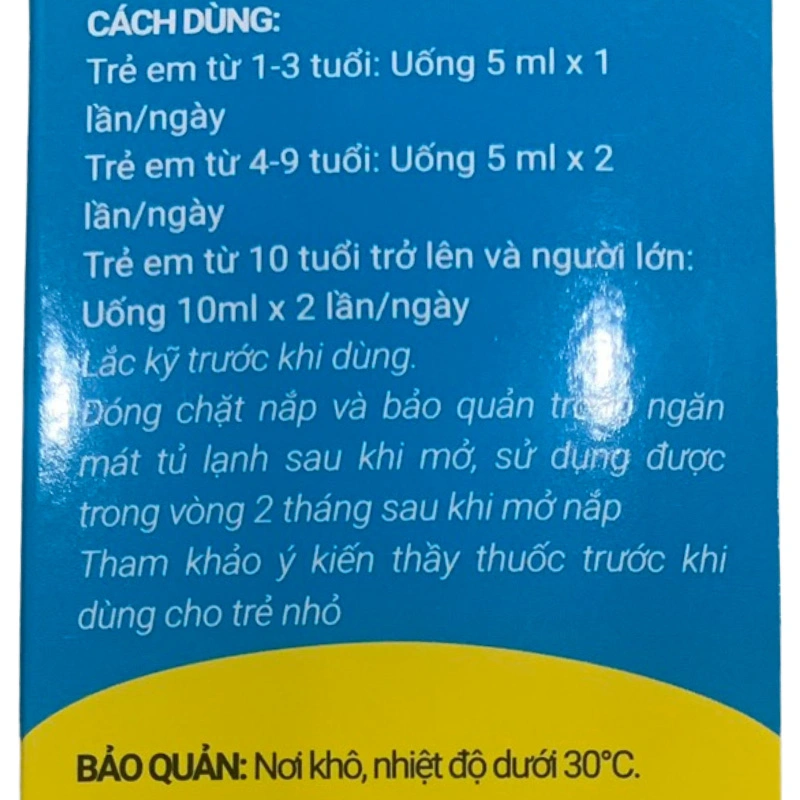 CÁCH DÙNG:
Trẻ em từ 1-3 tuổi: Uống 5 ml x 1
lần/ngày
Trẻ em từ 4-9 tuổi: Uống 5 ml x 2
lần/ngày
Trẻ em từ 10 tuổi trở lên và người lớn:
Uống 10ml x 2 lần/ngày
Lắc kỹ trước khi dùng.
Đóng chặt nắp và bảo quản trong ngăn
mát tủ lạnh sau khi mở, sử dụng được
trong vòng 2 tháng sau khi mở nắp
Tham khảo ý kiến thầy thuốc trước khi
dùng cho trẻ nhỏ
BẢO QUẢN: Nơi khô, nhiệt độ dưới 30°C.